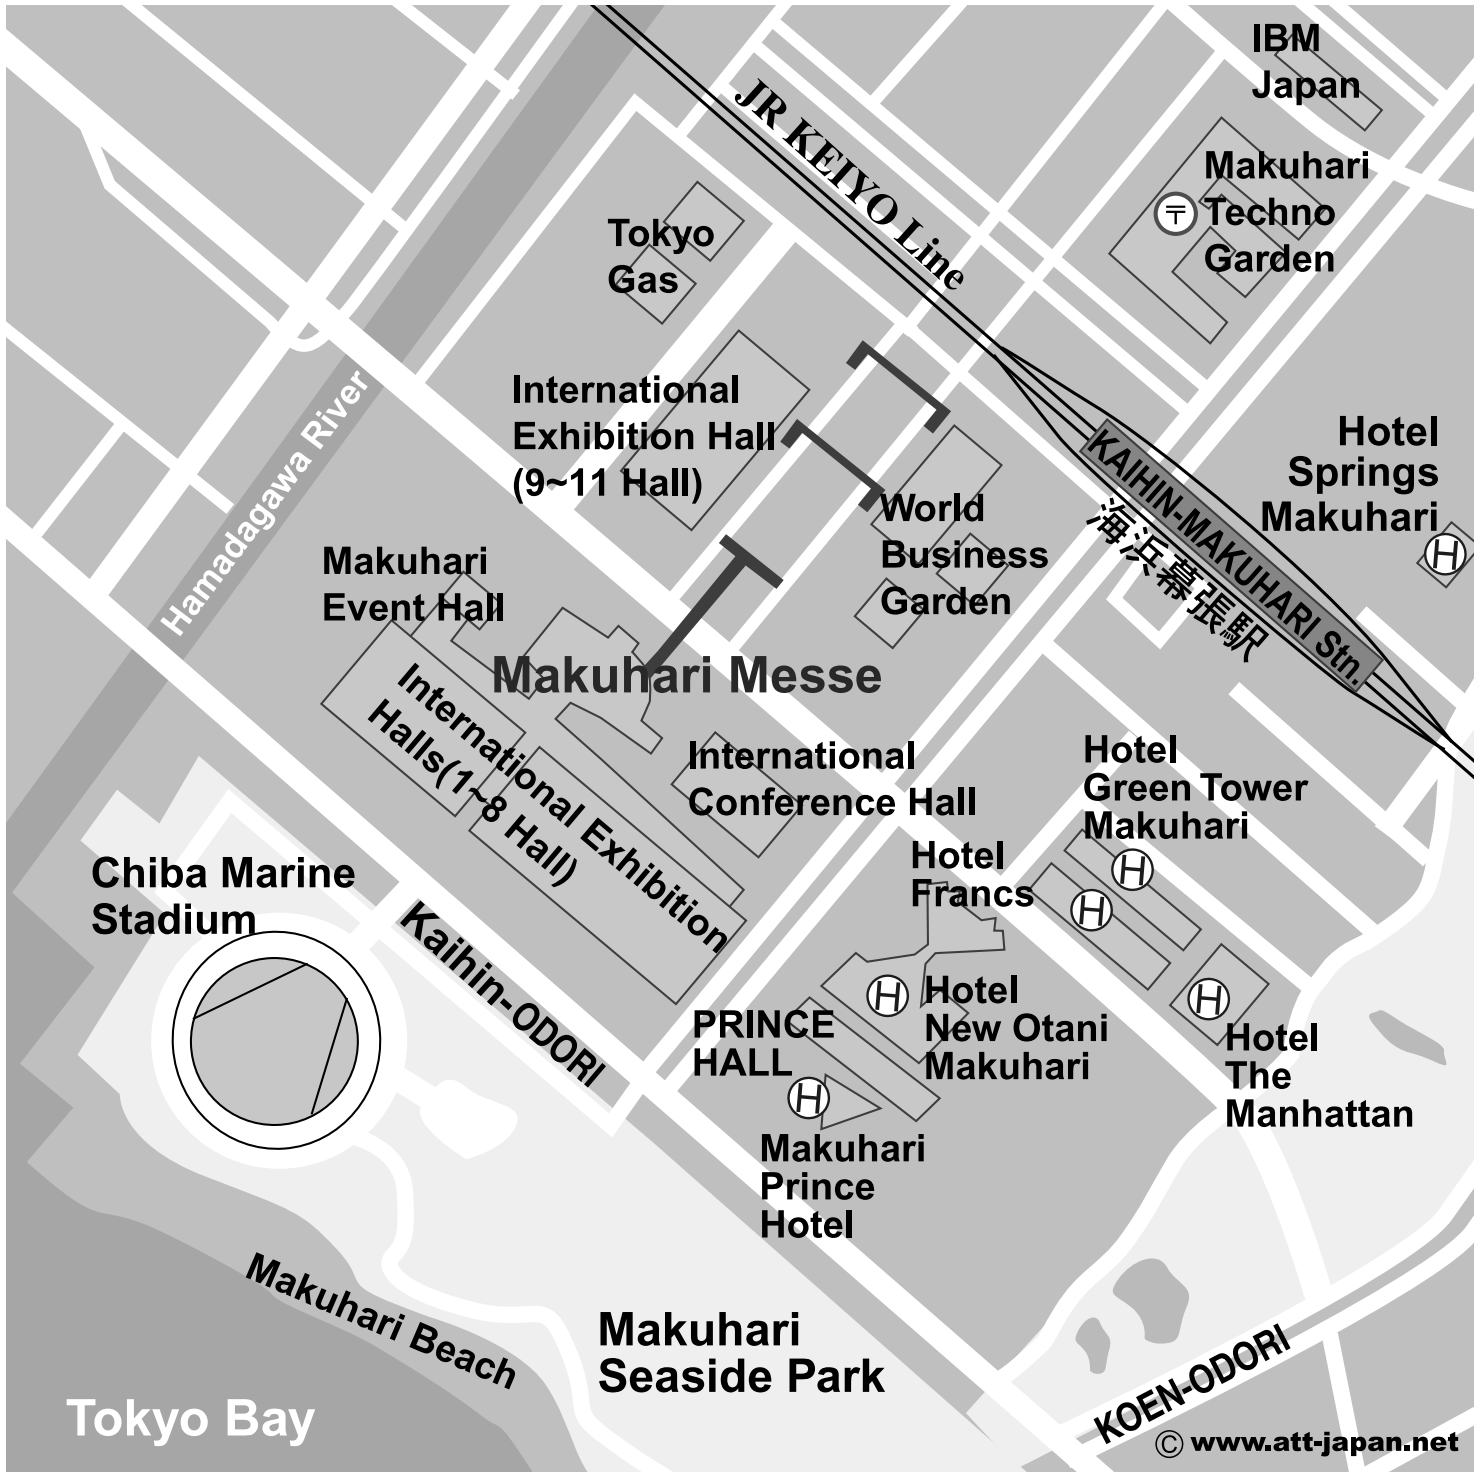 IBM
Japan
JR KEIYO Line
Makuhari
Techno
Garden
〒
Tokyo
Gas
Hamadagawa River
International
Exhibition Hall
(9~11 Hall)
KAIHIN-MAKUHARI Stn.
海浜幕張駅
Hotel
Springs
Makuhari
H
World
Business
Garden
Makuhari
Event Hall
Makuhari Messe
International Exhibition
Halls(1~8 Hall)
International
Conference Hall
Hotel
Green Tower
Makuhari
H
H
Hotel
Francs
Chiba Marine
Stadium
Kaihin-ODORI
H
Hotel
New Otani
Makuhari
H
Hotel
The
Manhattan
PRINCE
HALL
H
Makuhari
Prince
Hotel
Makuhari Beach
Makuhari
Seaside Park
KOEN-ODORI
Tokyo Bay
© www.att-japan.net